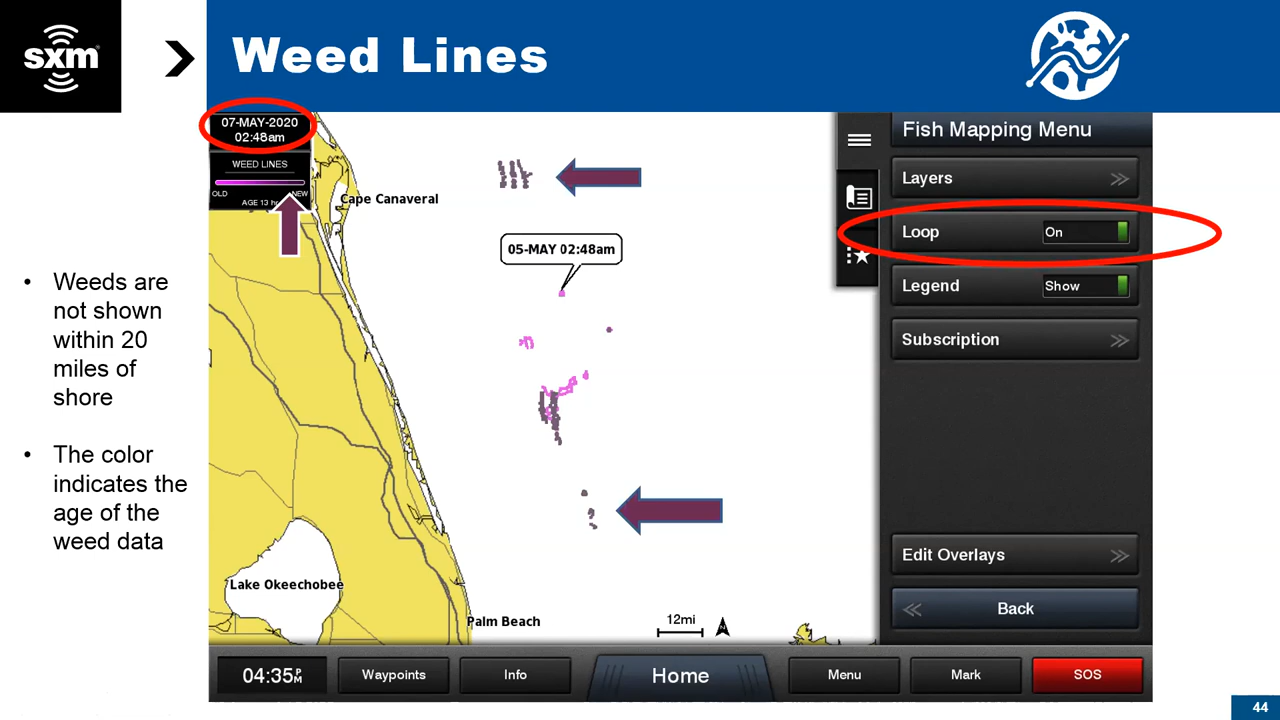 sxm
Weed Lines
07-MAY-2020
02:48am
WEED LINES
OLD
NEW
AGE 13 hr
Cape Canaveral
05-MAY 02:48am
• Weeds are
not shown
within 20
miles of
shore
• The color
indicates the
age of the
weed data
Lake Okeechobee
Palm Beach
12mi
Fish Mapping Menu
Layers
Loop
On
Legend
Show
Subscription
Edit Overlays
Back
04:35PM
Waypoints
Info
Home
Menu
Mark
SOS
44